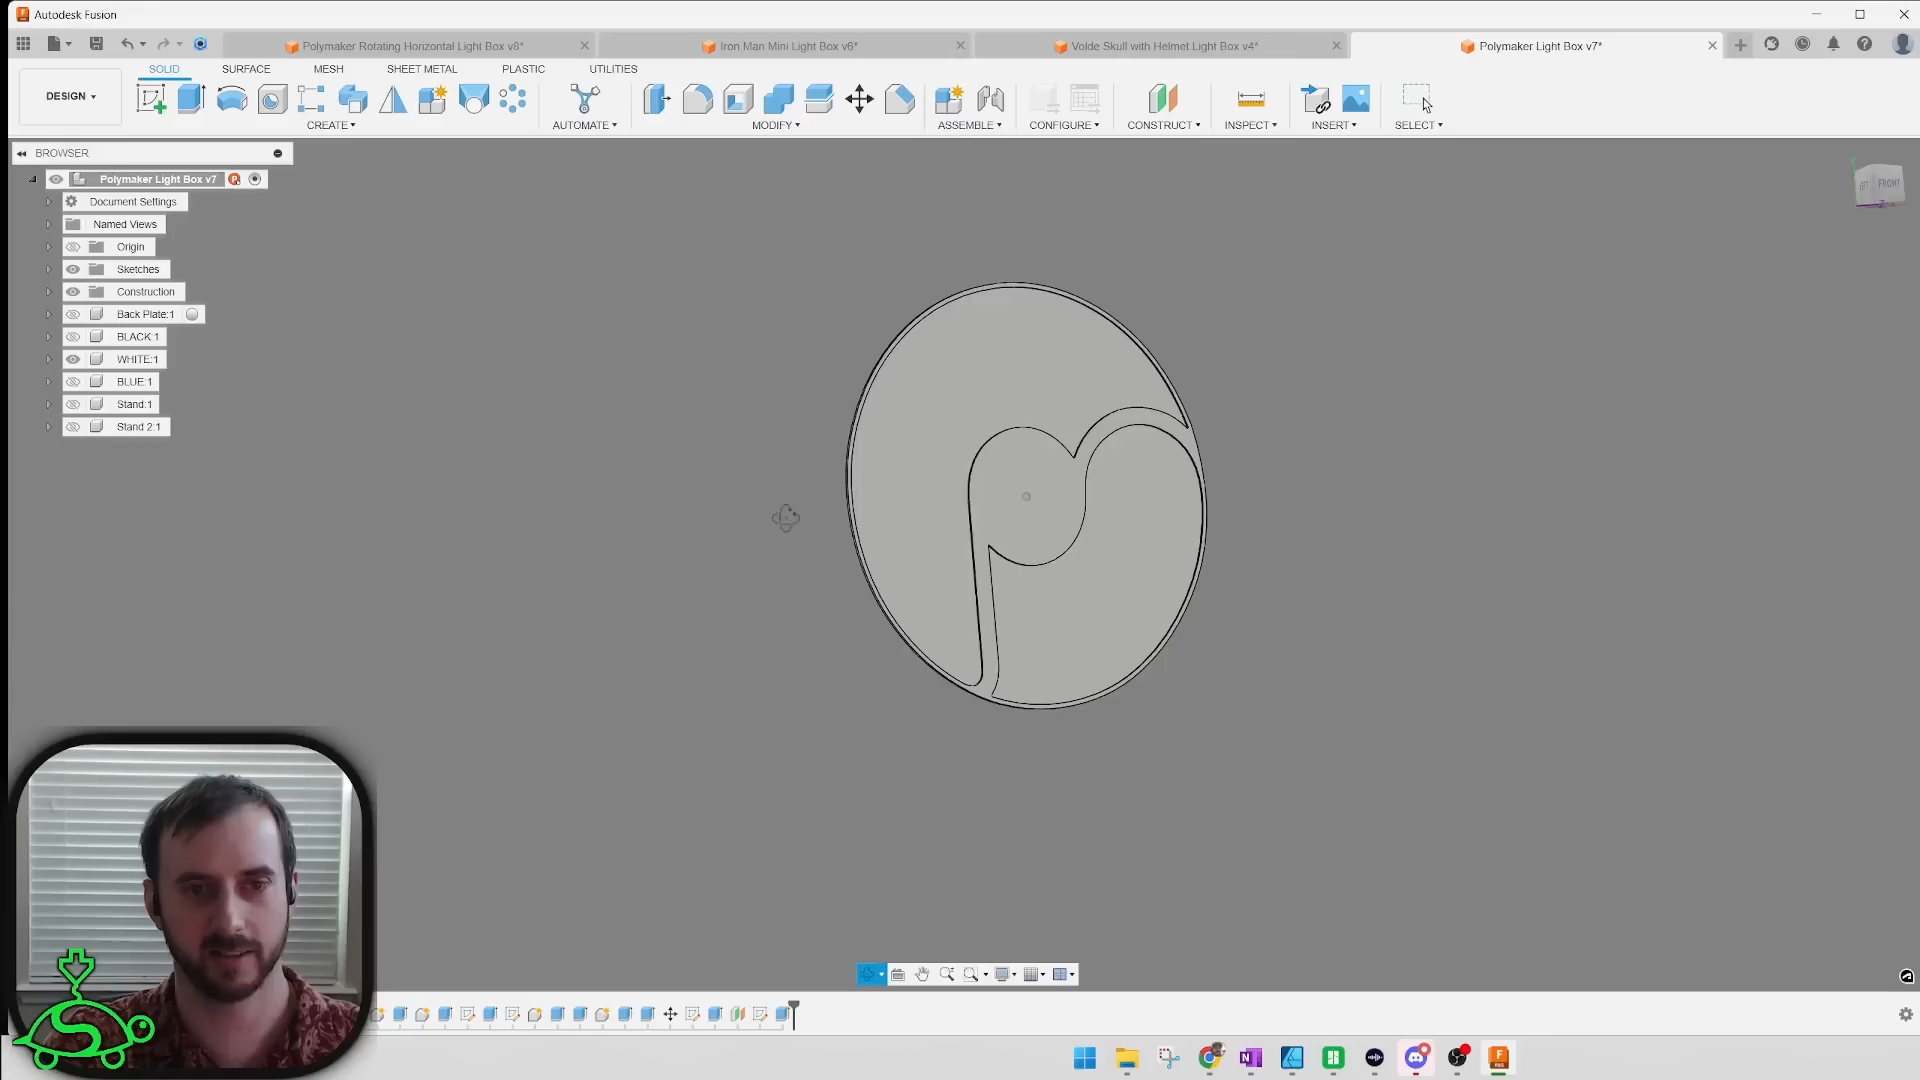 Autodesk Fusion
Polymaker Rotating Horizontal Light Box v8*
Iron Man Mini Light Box v6*
Volde Skull with Helmet Light Box v4*
Polymaker Light Box v7*
DESIGN
SOLID
SURFACE
MESH
SHEET METAL
PLASTIC
UTILITIES
CREATE
AUTOMATE
MODIFY
ASSEMBLE
CONFIGURE
CONSTRUCT
INSPECT
INSERT
SELECT
BROWSER
Polymaker Light Box v7
Document Settings
Named Views
Origin
Sketches
Construction
Back Plate:1
BLACK:1
WHITE:1
BLUE:1
Stand:1
Stand 2:1
FRONT
S